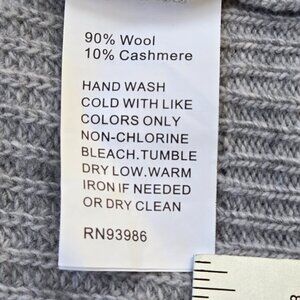 90% Wool
10% Cashmere
HAND WASH
COLD WITH LIKE
COLORS ONLY
NON-CHLORINE
BLEACH.TUMBLE
DRY LOW.WARM
IRON IF NEEDED
OR DRY CLEAN
RN93986